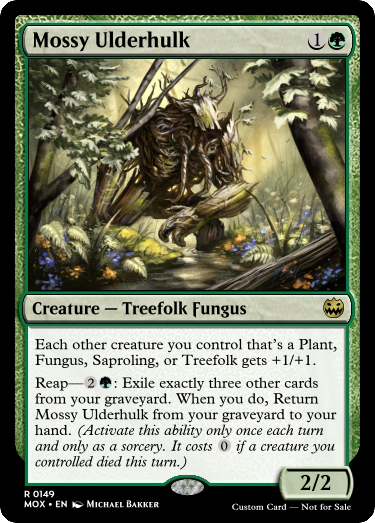 Mossy Ulderhulk 1
Creature — Treefolk Fungus
Each other creature you control that's a Plant,
Fungus, Saproling, or Treefolk gets +1/+1.
Reap—2: Exile exactly three other cards
from your graveyard. When you do, Return
Mossy Ulderhulk from your graveyard to your
hand. (Activate this ability only once each turn
and only as a sorcery. It costs 0 if a creature you
controlled died this turn.)
2/2
R 0149
MOX • EN Michael Bakker
Custom Card — Not for Sale